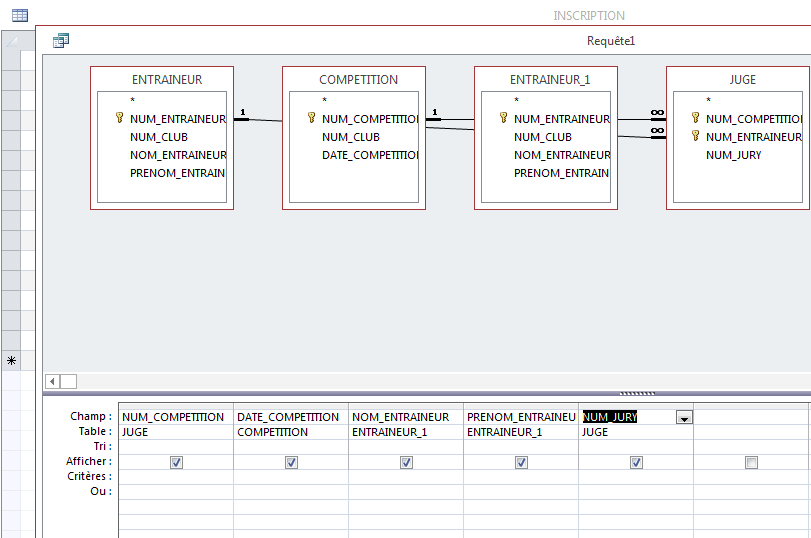 INSCRIPTION
Requête1
ENTRAINEUR COMPETITION ENTRAINEUR_1 JUGE
* * * *
NUM_ENTRAINEUR 1 NUM_COMPETITIO 1 NUM_ENTRAINEUR ∞ NUM_COMPETITIO
NUM_CLUB NUM_CLUB NUM_CLUB ∞ NUM_ENTRAINEUR
NOM_ENTRAINEUR DATE_COMPETITIO NOM_ENTRAINEUR NUM_JURY
PRENOM_ENTRAIN PRENOM_ENTRAIN
Champ : NUM_COMPETITION DATE_COMPETITION NOM_ENTRAINEUR PRENOM_ENTRAINEU NUM_JURY
Table : JUGE COMPETITION ENTRAINEUR_1 ENTRAINEUR_1 JUGE
Tri :
Afficher :
Critères :
Ou :